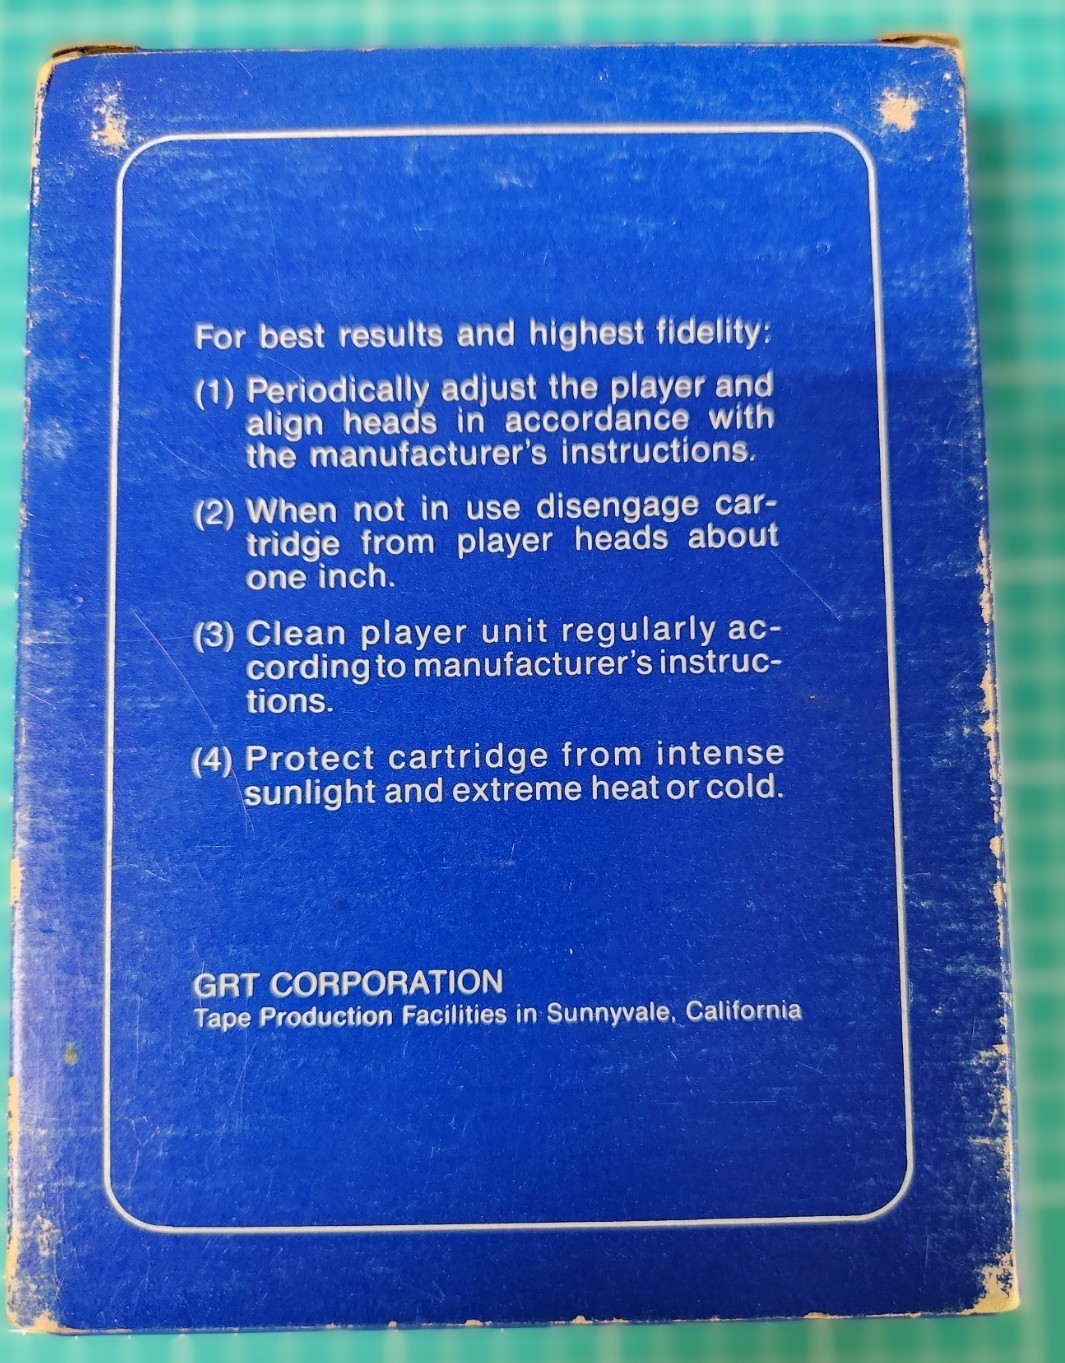 For best results and highest fidelity:
(1) Periodically adjust the player and
align heads in accordance with
the manufacturer's instructions.
(2) When not in use disengage car-
tridge from player heads about
one inch.
(3) Clean player unit regularly ac-
cording to manufacturer's instruc-
tions.
(4) Protect cartridge from intense
sunlight and extreme heat or cold.
GRT CORPORATION
Tape Production Facilities in Sunnyvale, California